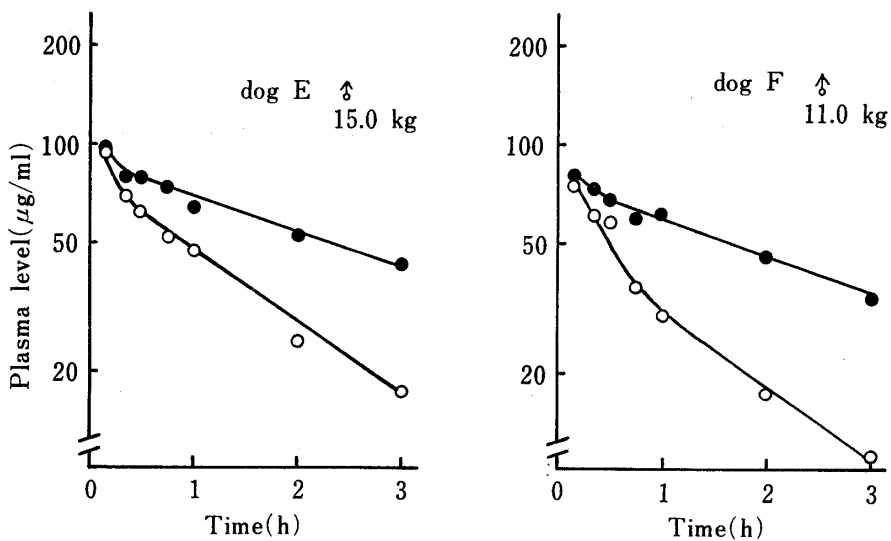 200
100
50
20
Plasma level(μg/ml)
dog E ♂
15.0 kg
0 1 2 3
Time(h)
200
100
50
20
dog F ♂
11.0 kg
0 1 2 3
Time(h)